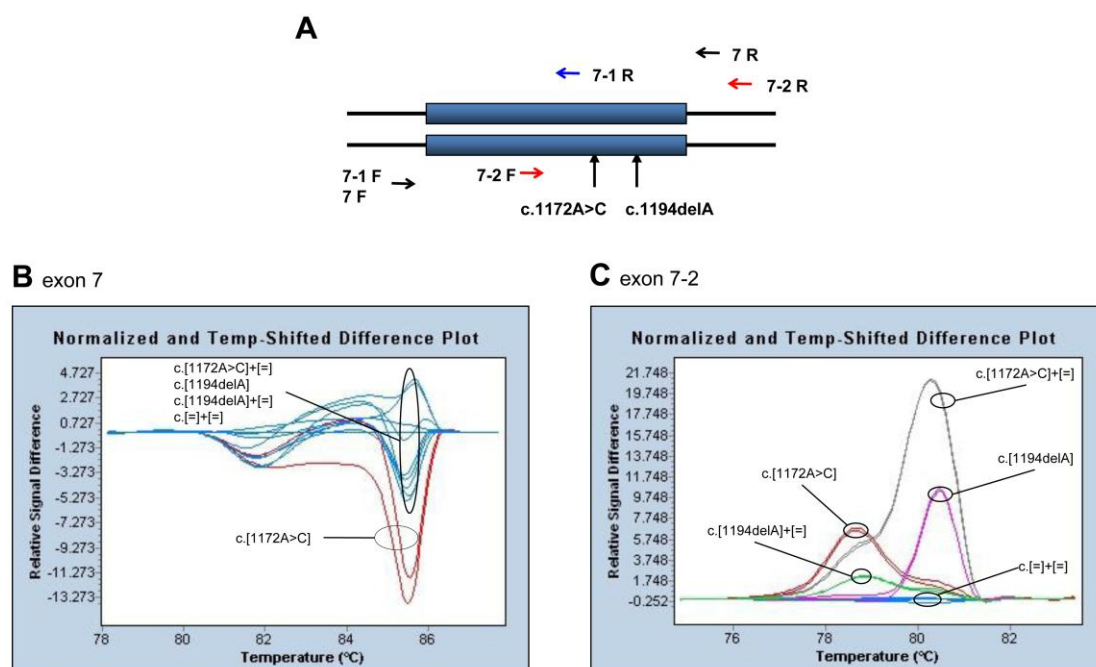 A
7 R
7-1 R
7-2 R
7-1 F
7 F
7-2 F
c.1172A>C
c.1194delA
B exon 7
Normalized and Temp-Shifted Difference Plot
Relative Signal Difference
4.727
2.727
0.727
-1.273
-3.273
-5.273
-7.273
-9.273
-11.273
-13.273
c.[1172A>C]+[=]
c.[1194delA]
c.[1194delA]+[=]
c.[=]+[=]
c.[1172A>C]
78
80
82
84
86
Temperature (°C)
C exon 7-2
Normalized and Temp-Shifted Difference Plot
Relative Signal Difference
21.748
19.748
17.748
15.748
13.748
11.748
9.748
7.748
5.748
3.748
1.748
-0.252
c.[1172A>C]+[=]
c.[1194delA]
c.[1172A>C]
c.[1194delA]+[=]
c.[=]+[=]
76
78
80
82
Temperature (°C)